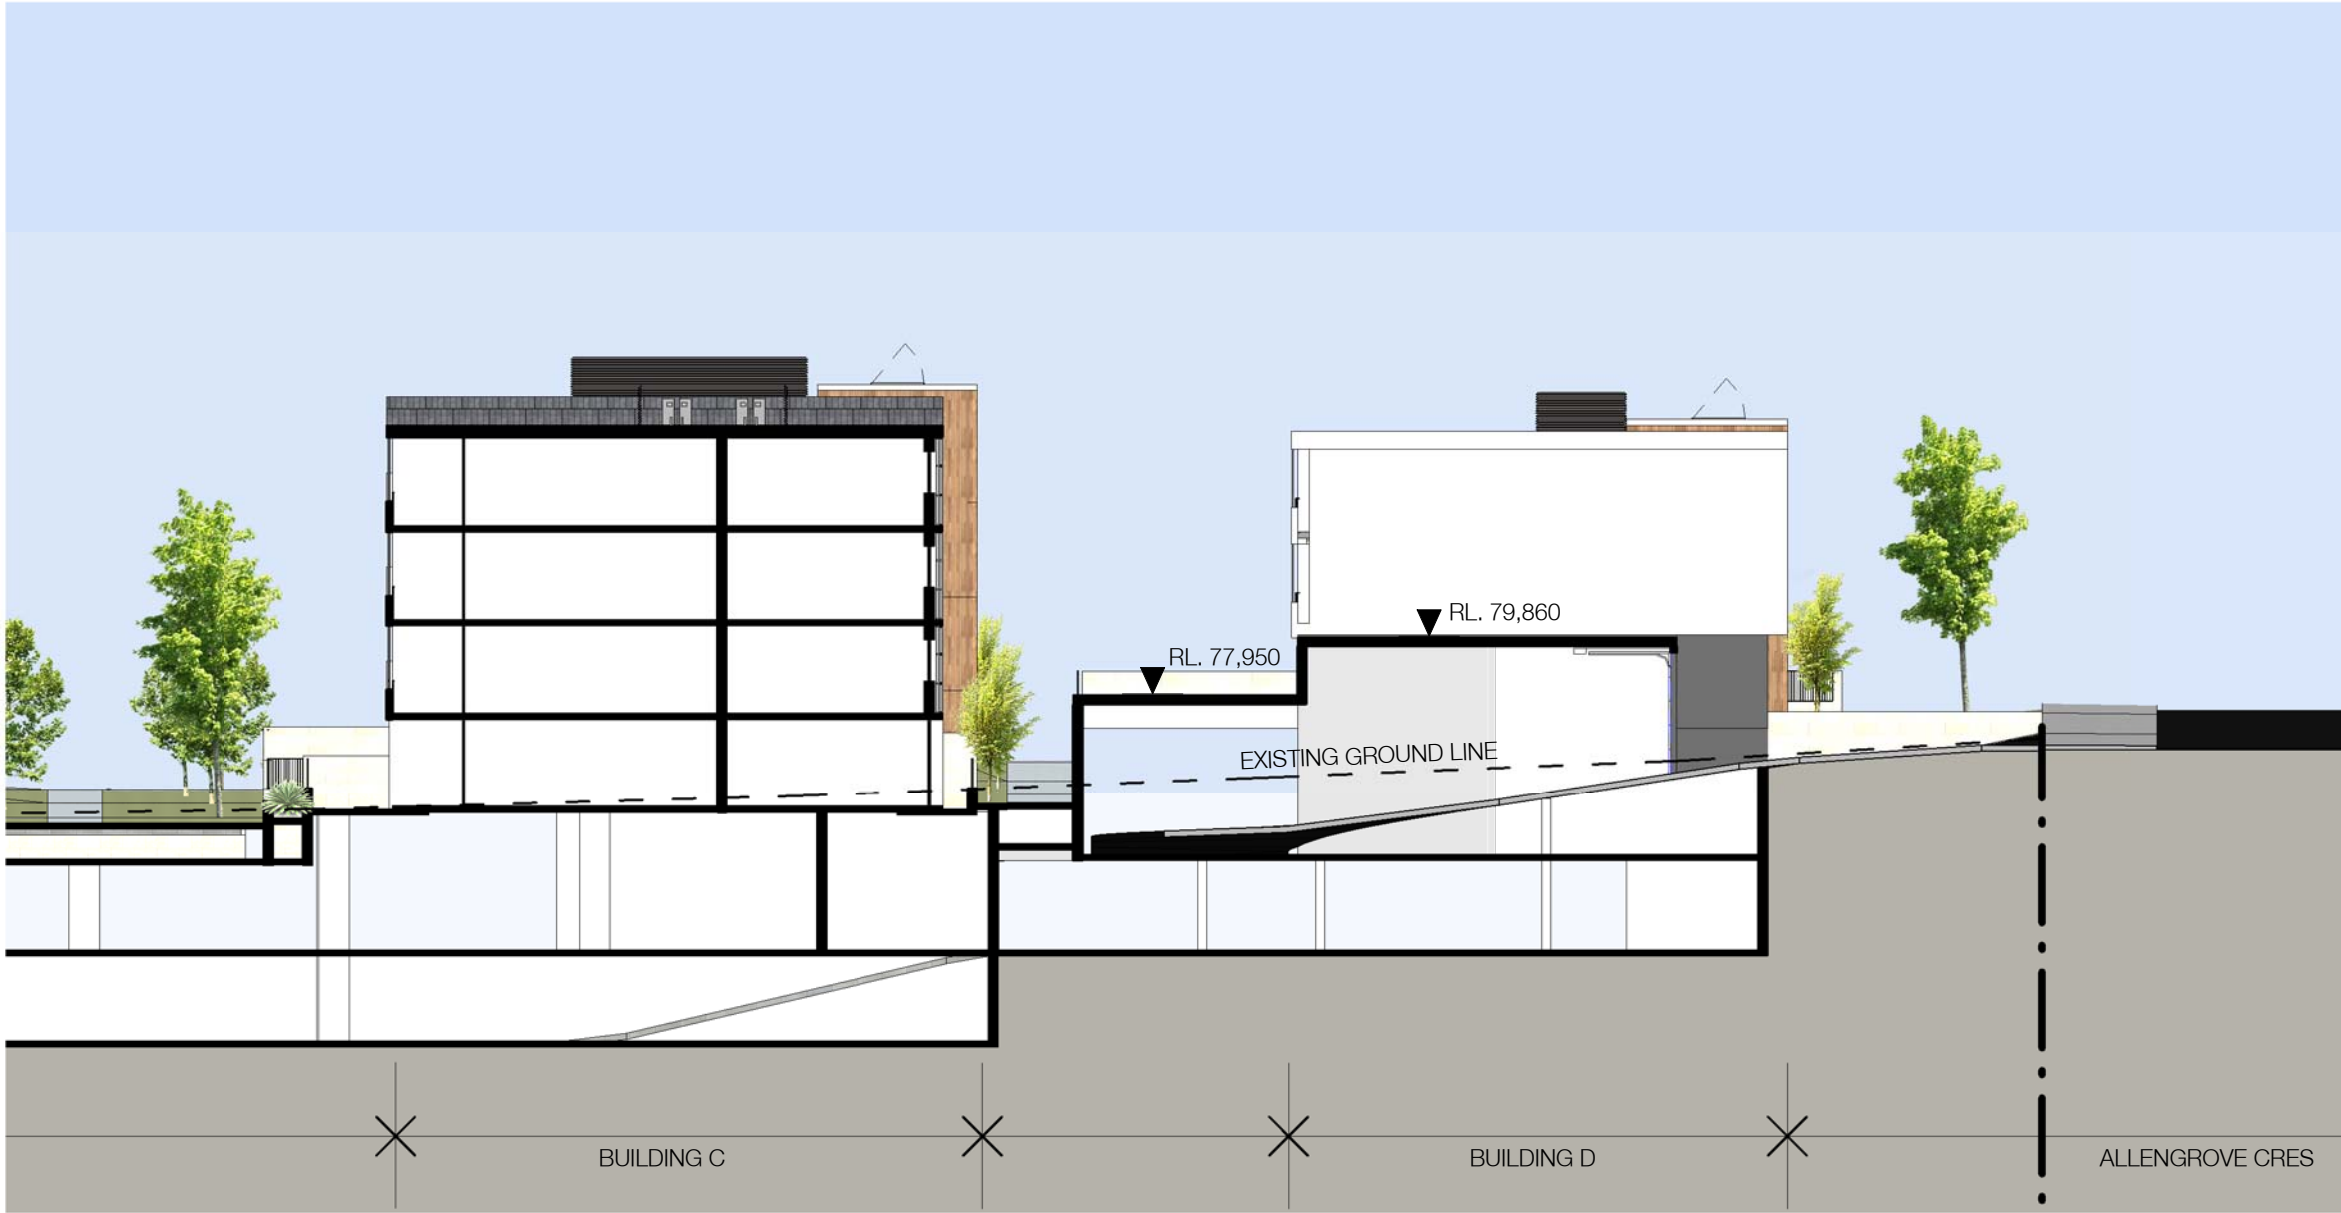 RL. 79,860
RL. 77,950
EXISTING GROUND LINE
BUILDING C
BUILDING D
ALLENGROVE CRES